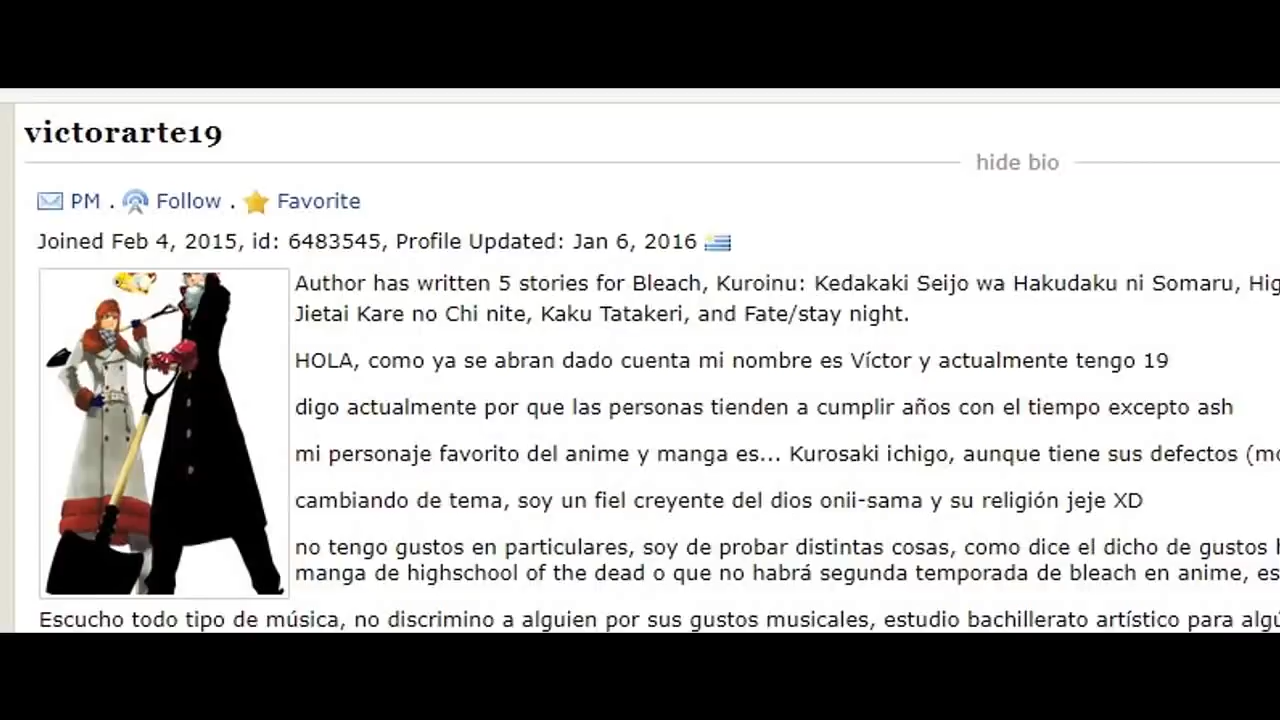 victorarte19
hide bio
PM . Follow . Favorite
Joined Feb 4, 2015, id: 6483545, Profile Updated: Jan 6, 2016
Author has written 5 stories for Bleach, Kuroinu: Kedakaki Seijo wa Hakudaku ni Somaru,
Jietai Kare no Chi nite, Kaku Tatakeri, and Fate/stay night.
HOLA, como ya se abran dado cuenta mi nombre es Víctor y actualmente tengo 19
digo actualmente por que las personas tienden a cumplir años con el tiempo excepto ash
mi personaje favorito del anime y manga es... Kurosaki ichigo, aunque tiene sus defectos
cambiando de tema, soy un fiel creyente del dios onii-sama y su religión jeje XD
no tengo gustos en particulares, soy de probar distintas cosas, como dice el dicho de gustos
manga de highschool of the dead o que no habrá segunda temporada de bleach en anime,
Escucho todo tipo de música, no discrimino a alguien por sus gustos musicales, estudio bachillerato artístico para